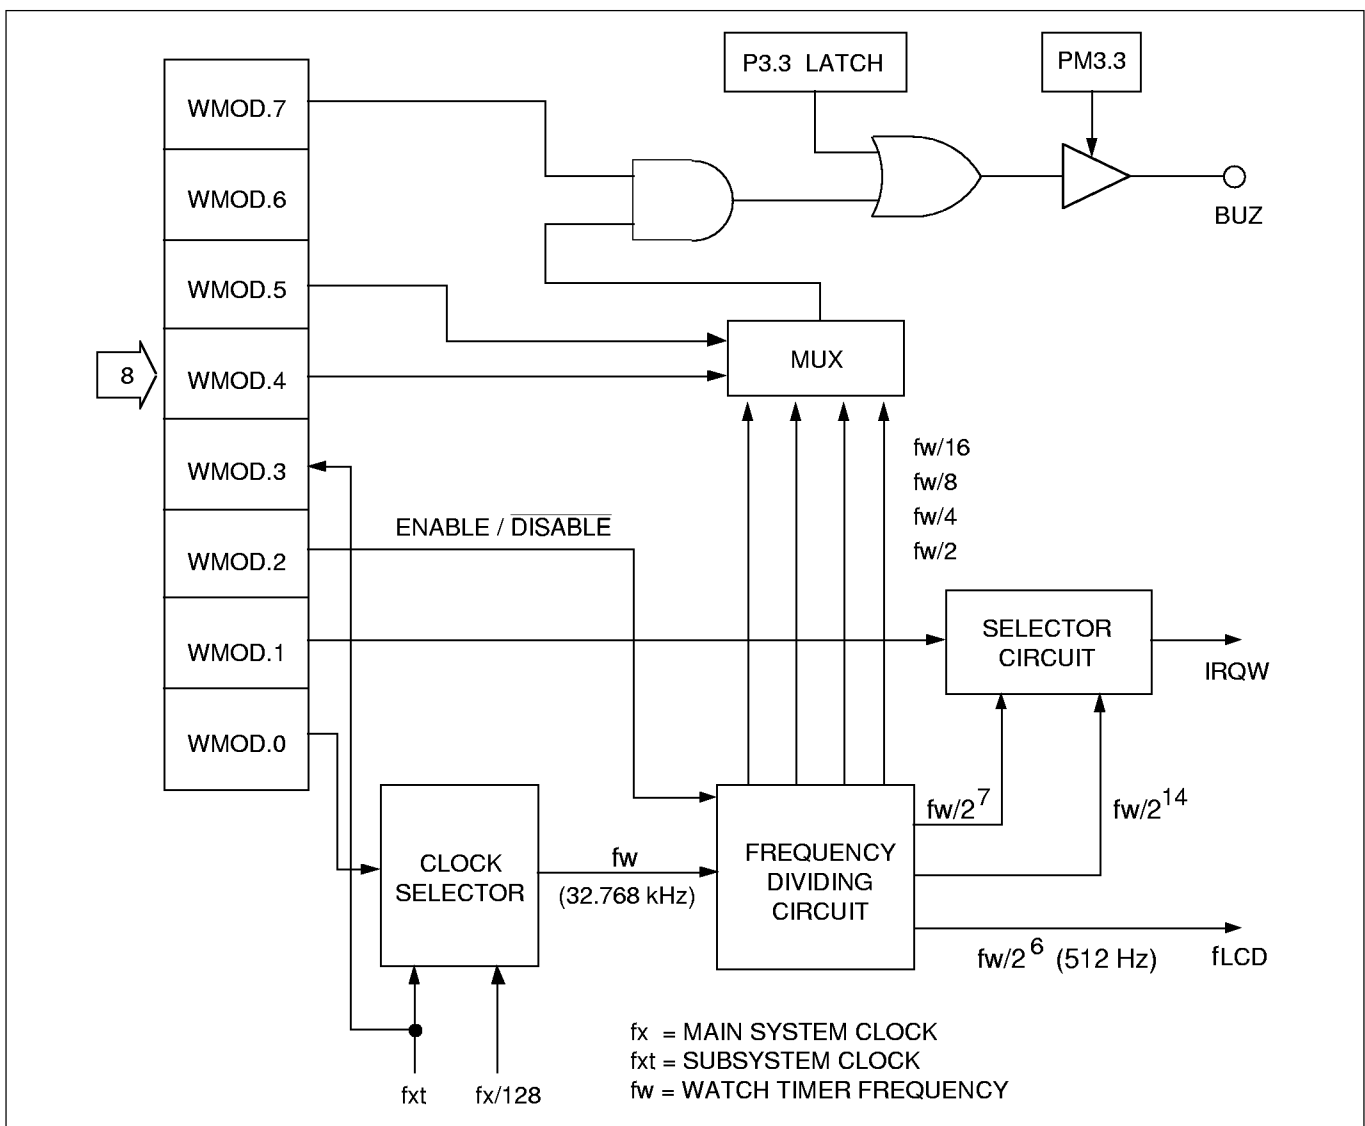 P3.3 LATCH
PM3.3
WMOD.7
WMOD.6
BUZ
WMOD.5
MUX
8
WMOD.4
fw/16
WMOD.3
fw/8
fw/4
ENABLE / DISABLE
fw/2
WMOD.2
SELECTOR
CIRCUIT
WMOD.1
IRQW
WMOD.0
fw/2^7
fw/2^14
CLOCK
SELECTOR
fw
(32.768 kHz)
FREQUENCY
DIVIDING
CIRCUIT
fw/2^6 (512 Hz)
fLCD
fx = MAIN SYSTEM CLOCK
fxt = SUBSYSTEM CLOCK
fw = WATCH TIMER FREQUENCY
fxt
fx/128